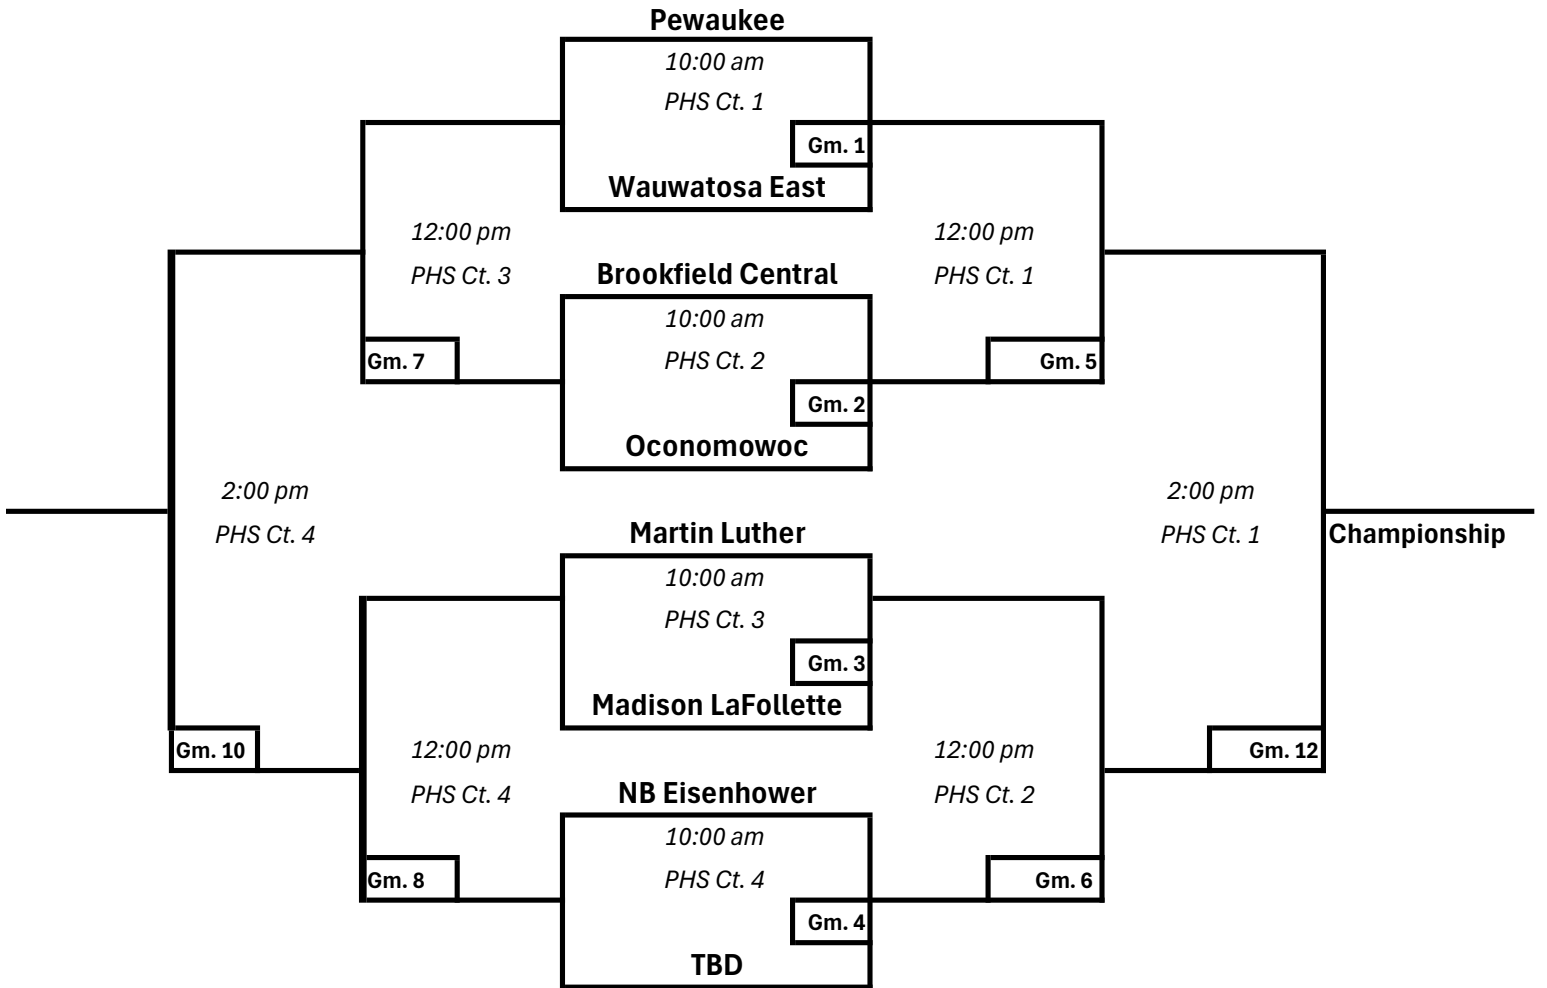 Pewaukee
10:00 am
PHS Ct. 1
Gm. 1
Wauwatosa East
12:00 pm
PHS Ct. 3
12:00 pm
PHS Ct. 1
Brookfield Central
10:00 am
PHS Ct. 2
Gm. 7
Gm. 5
Gm. 2
Oconomowoc
2:00 pm
PHS Ct. 4
2:00 pm
PHS Ct. 1
Championship
Martin Luther
10:00 am
PHS Ct. 3
Gm. 3
Madison LaFollette
Gm. 10
12:00 pm
PHS Ct. 4
12:00 pm
PHS Ct. 2
Gm. 12
NB Eisenhower
10:00 am
PHS Ct. 4
Gm. 8
Gm. 6
Gm. 4
TBD